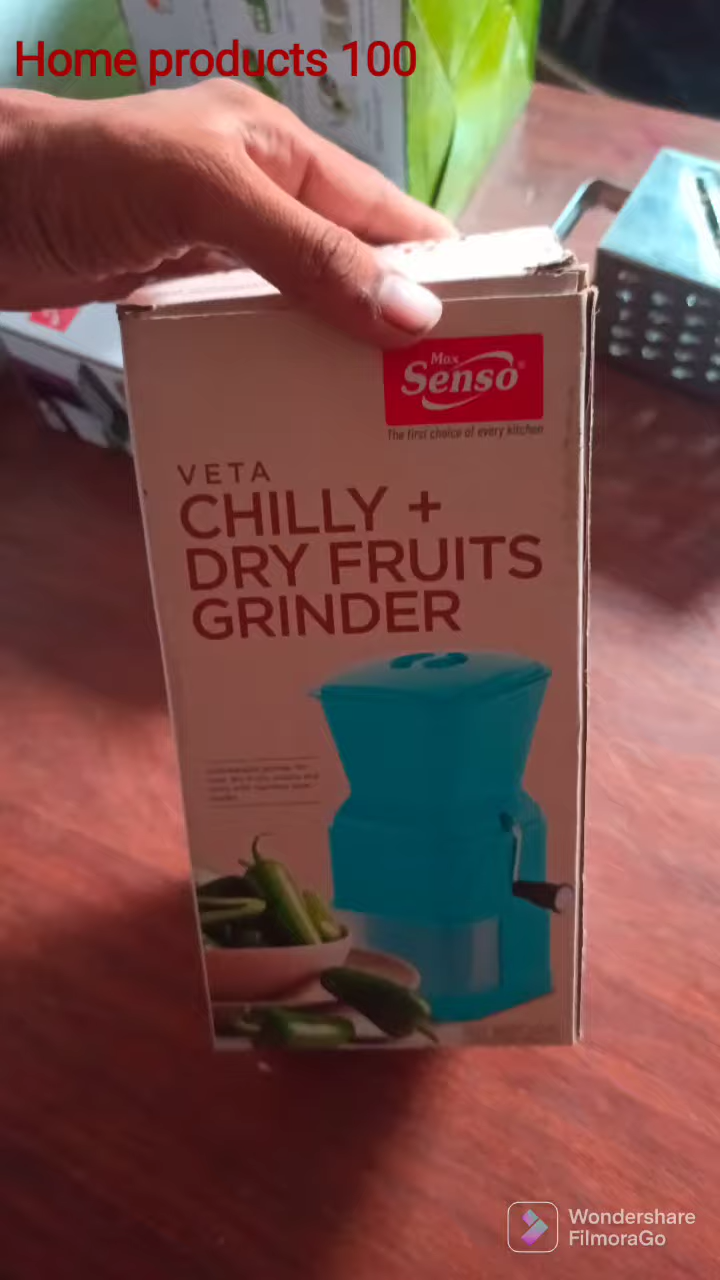 Home products 100
Max
Senso®
The first choice of every kitchen
VETA
CHILLY +
DRY FRUITS
GRINDER
Wondershare
FilmoraGo